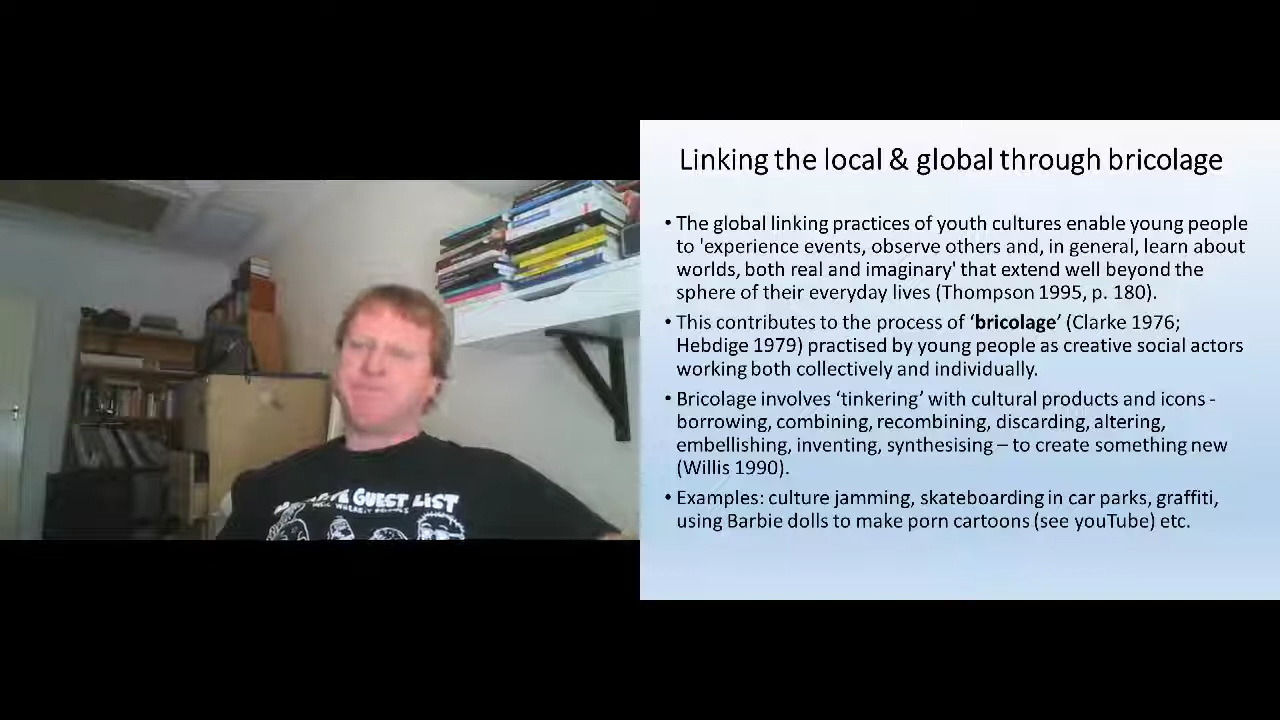 Linking the local & global through bricolage
• The global linking practices of youth cultures enable young people
to 'experience events, observe others and, in general, learn about
worlds, both real and imaginary' that extend well beyond the
sphere of their everyday lives (Thompson 1995, p. 180).
• This contributes to the process of ‘bricolage’ (Clarke 1976;
Hebdige 1979) practised by young people as creative social actors
working both collectively and individually.
• Bricolage involves ‘tinkering’ with cultural products and icons -
borrowing, combining, recombining, discarding, altering,
embellishing, inventing, synthesising – to create something new
(Willis 1990).
• Examples: culture jamming, skateboarding in car parks, graffiti,
using Barbie dolls to make porn cartoons (see youTube) etc.
GUEST LIST